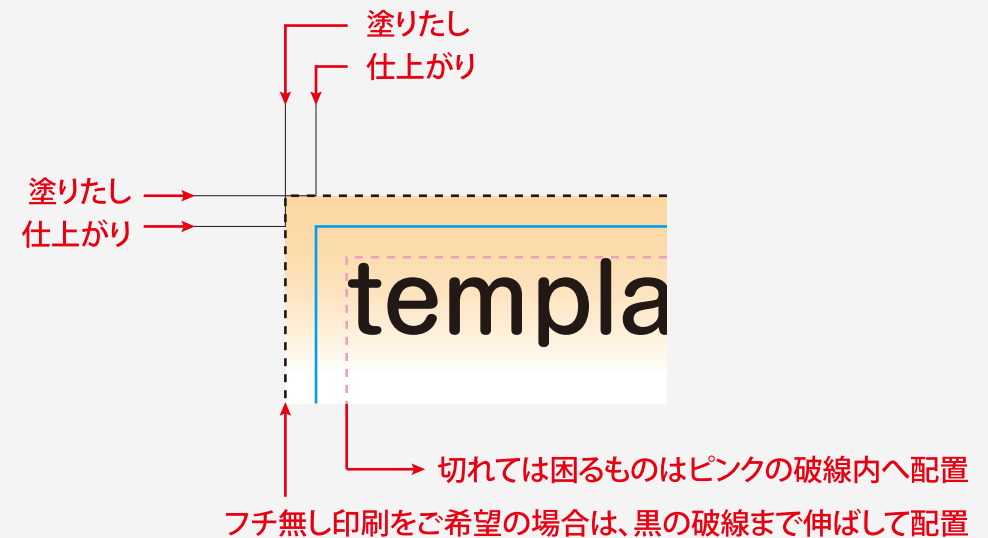 塗りたし
仕上がり
塗りたし
仕上がり
templa
切れては困るものはピンクの破線内へ配置
フチ無し印刷をご希望の場合は、黒の破線まで伸ばして配置